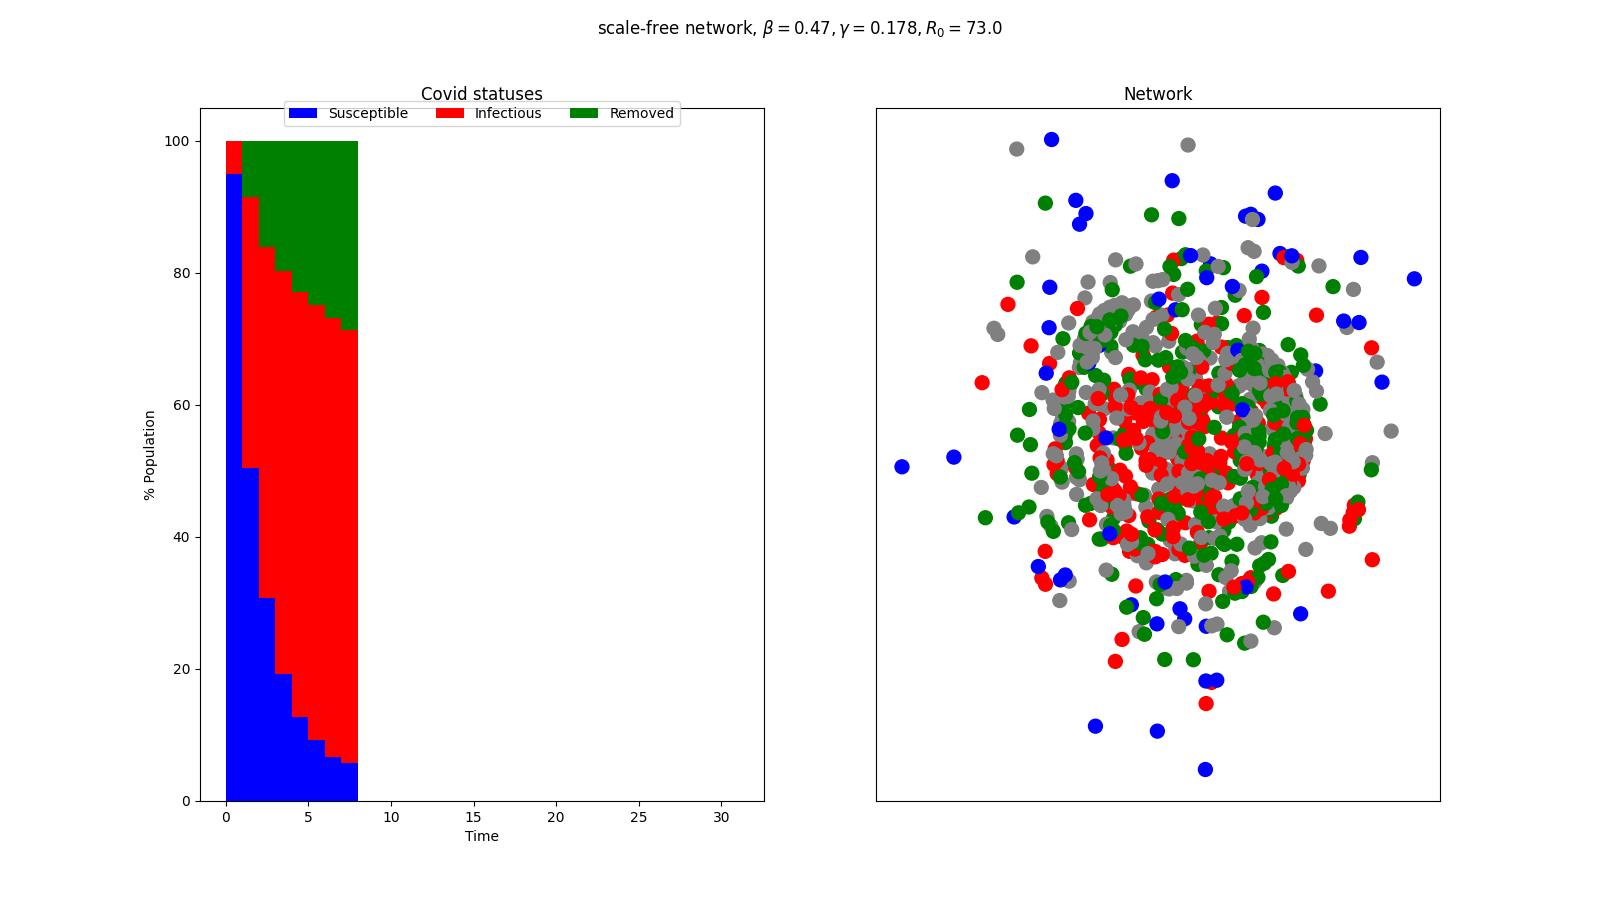 scale-free network, β = 0.47, γ = 0.178, R₀ = 73.0
Covid statuses
Susceptible Infectious Removed
100
80
60
40
20
0
% Population
0 5 10 15 20 25 30
Time
Network